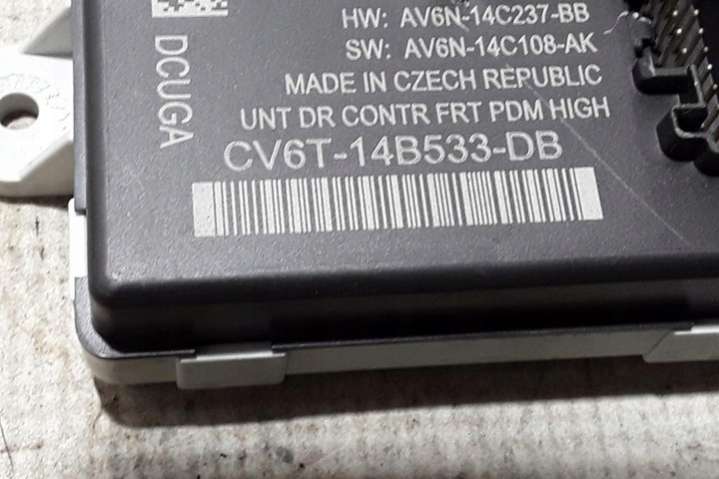 HW: AV6N-14C237-BB
SW: AV6N-14C108-AK
MADE IN CZECH REPUBLIC
UNT DR CONTR FRT PDM HIGH
CV6T-14B533-DB
DCUGA